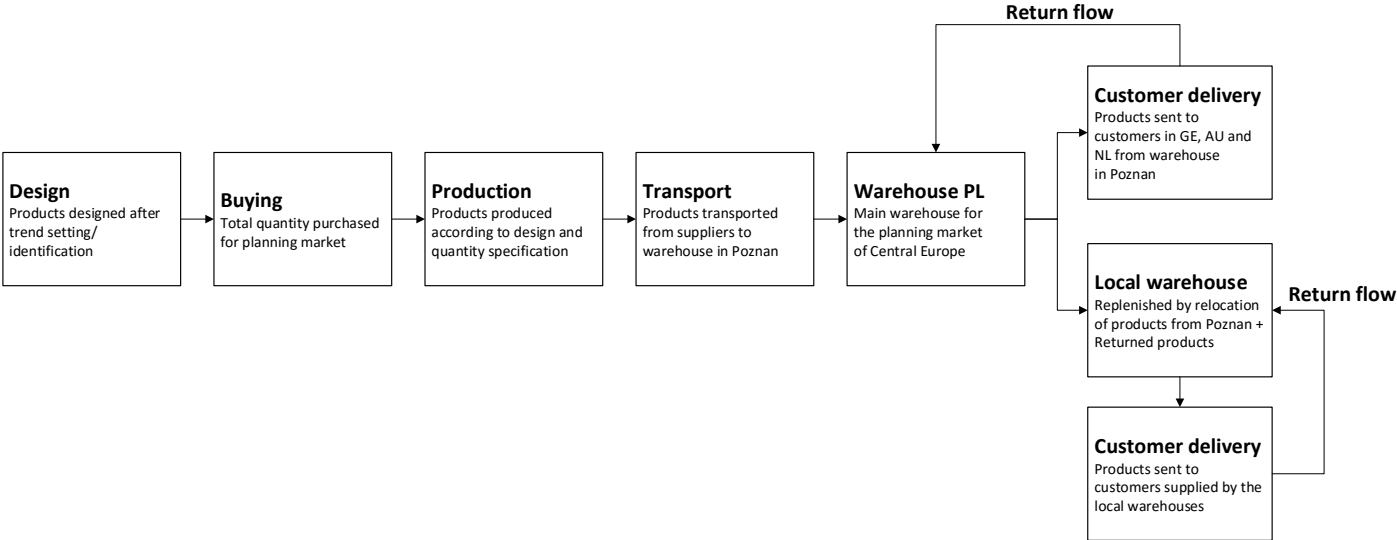 Return flow
Customer delivery
Products sent to
customers in GE, AU and
NL from warehouse
in Poznan
Design
Products designed after
trend setting/
identification
Buying
Total quantity purchased
for planning market
Production
Products produced
according to design and
quantity specification
Transport
Products transported
from suppliers to
warehouse in Poznan
Warehouse PL
Main warehouse for
the planning market
of Central Europe
Local warehouse
Replenished by relocation
of products from Poznan +
Returned products
Return flow
Customer delivery
Products sent to
customers supplied by the
local warehouses